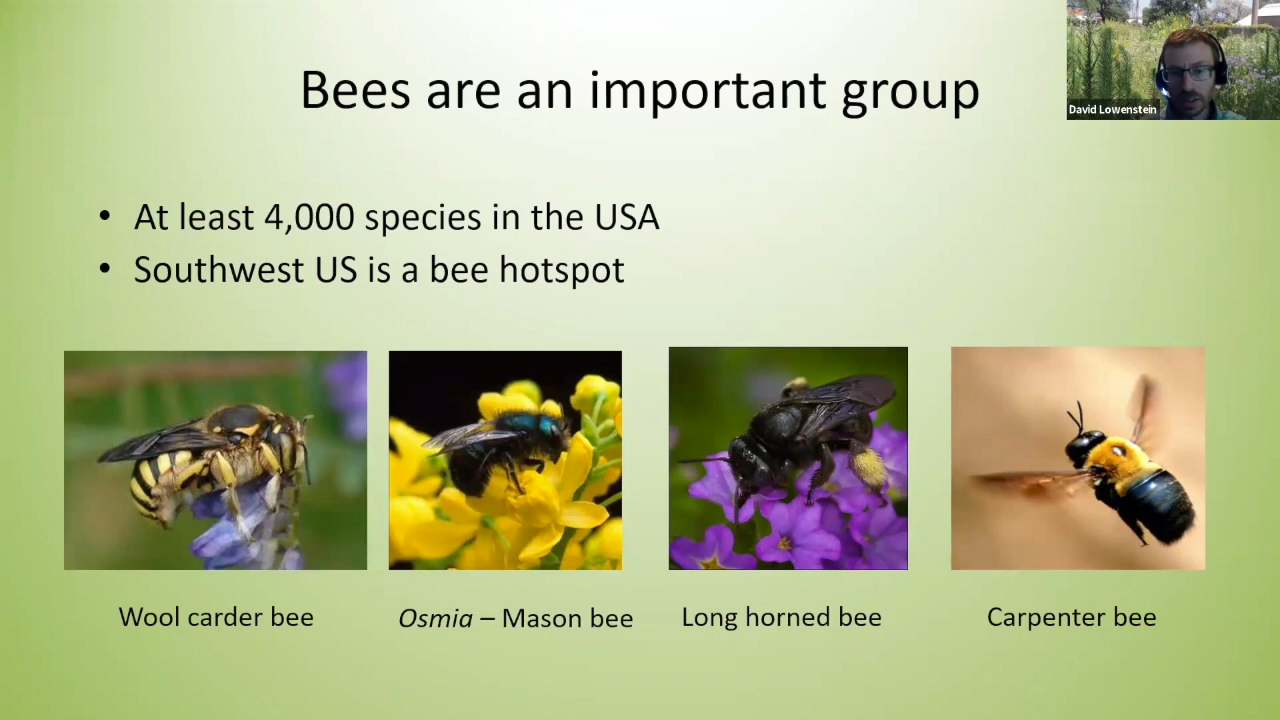 Bees are an important group
David Lowenstein
• At least 4,000 species in the USA
• Southwest US is a bee hotspot
Wool carder bee
Osmia – Mason bee
Long horned bee
Carpenter bee